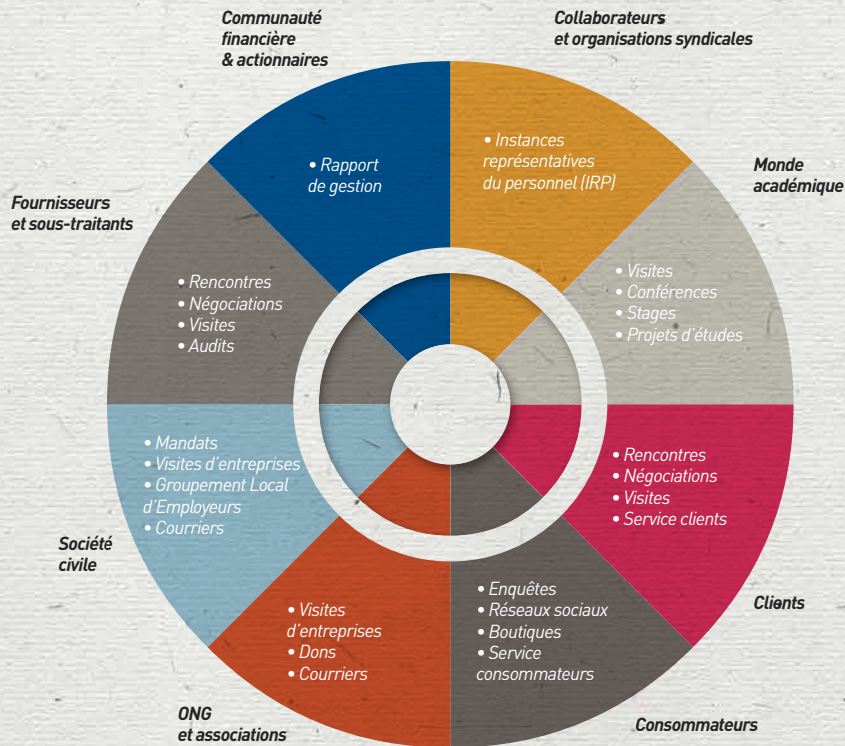 Communauté
financière
& actionnaires
• Rapport
de gestion
Collaborateurs
et organisations syndicales
• Instances
représentatives
du personnel (IRP)
Monde
académique
• Visites
• Conférences
• Stages
• Projets d'études
Clients
• Rencontres
• Négociations
• Visites
• Service clients
Consommateurs
• Enquêtes
• Réseaux sociaux
• Boutiques
• Service
consommateurs
ONG
et associations
• Visites
d'entreprises
• Dons
• Courriers
Société
civile
• Mandats
• Visites d'entreprises
• Groupement Local
d'Employeurs
• Courriers
Fournisseurs
et sous-traitants
• Rencontres
• Négociations
• Visites
• Audits